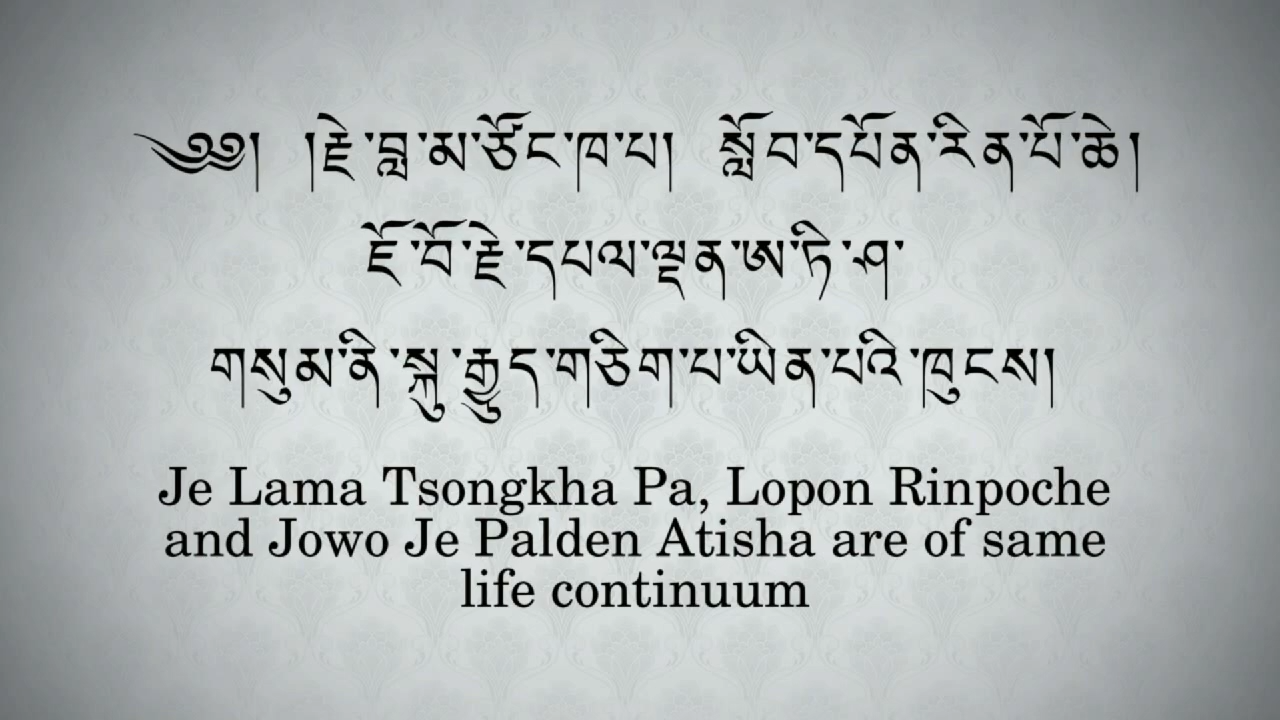 ༄༅། །རྗེ་བླ་མ་ཙོང་ཁ་པ། སློབ་དཔོན་རིན་པོ་ཆེ།
ཇོ་བོ་རྗེ་དཔལ་ལྡན་ཨ་ཏི་ཤ་
གསུམ་ནི་སྐུ་རྒྱུད་གཅིག་པ་ཡིན་པའི་ཁུངས།
Je Lama Tsongkha Pa, Lopon Rinpoche
and Jowo Je Palden Atisha are of same
life continuum